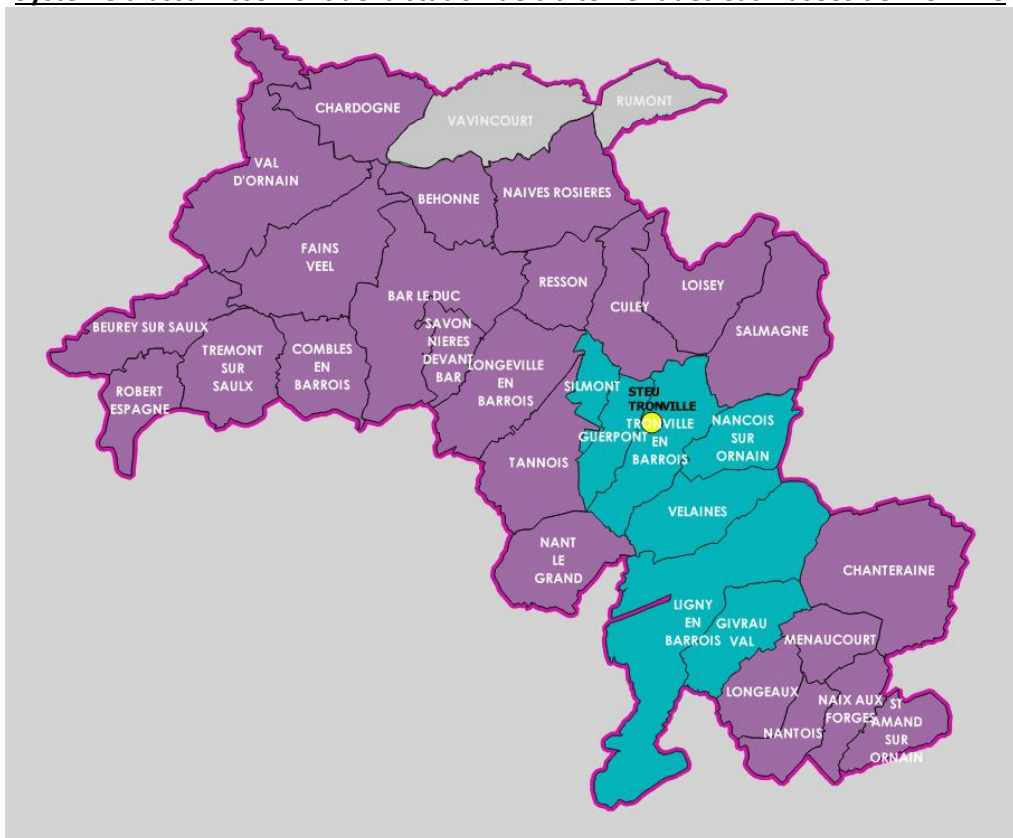 CHARDOGNE
VAVINCOURT
RUMONT
VAL
D'ORNAIN
BEHONNE
NAIVES ROSIERES
FAINS
VEEL
BAR LE DUC
RESSON
CULEY
LOISEY
SALMAGNE
BEUREY SUR SAULX
TREMONT
SUR
SAULX
COMBLES
EN
BARROIS
SAVON
NIERES
DEVANT
BAR
LONGEVILLE
EN
BARROIS
ROBERT
ESPAGNE
SILMONT
STEU
TRONVILLE
TRONVILLE
EN
BARROIS
GUERPONT
NANCOIS
SUR
ORNAIN
TANNOIS
VELAINES
NANT
LE
GRAND
CHANTERAINE
LIGNY
EN
BARROIS
GIVRAU
VAL
MENAUCOURT
LONGEAUX
NAIX AUX
FORGES
NANTOIS
ST
AMAND
SUR
ORNAIN